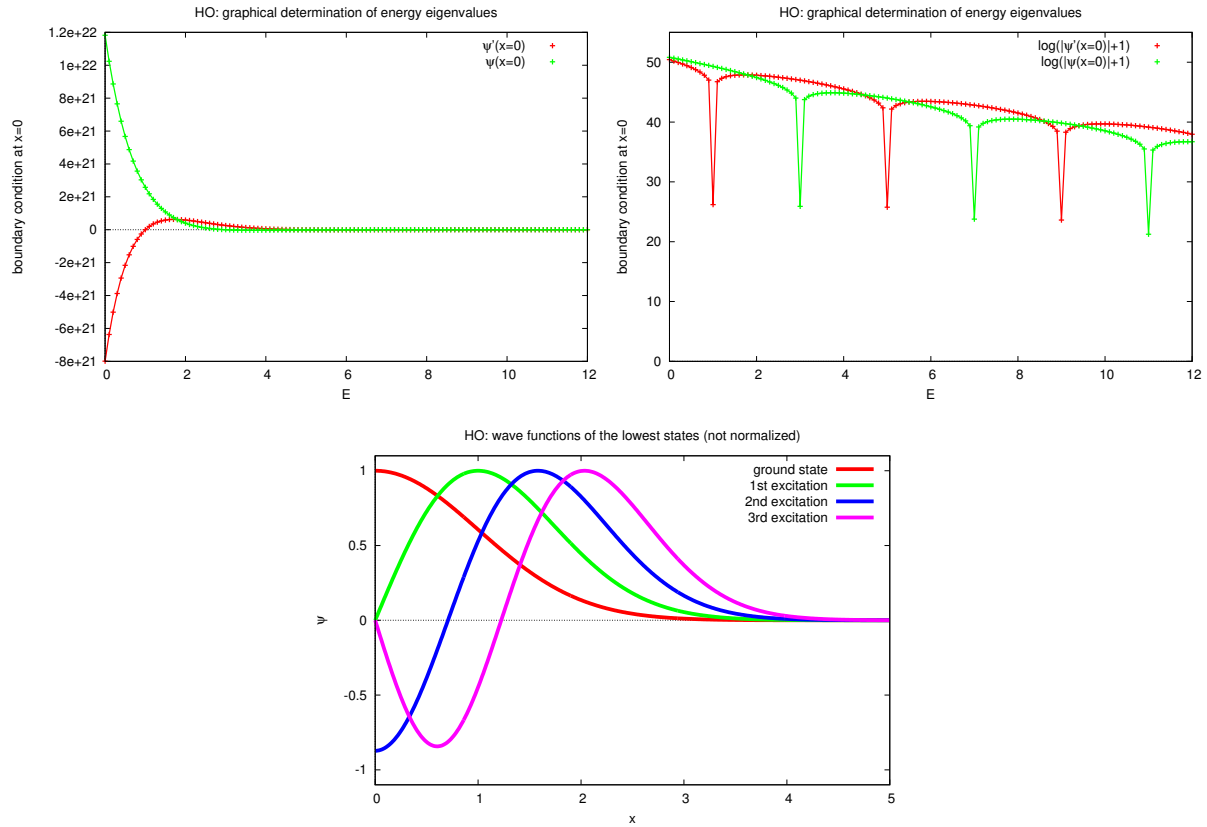 HO: graphical determination of energy eigenvalues
ψ'(x=0)
ψ(x=0)
1.2e+22
1e+22
8e+21
6e+21
4e+21
2e+21
0
-2e+21
-4e+21
-6e+21
-8e+21
boundary condition at x=0
0 2 4 6 8 10 12
E
HO: graphical determination of energy eigenvalues
log(|ψ'(x=0)|+1)
log(|ψ(x=0)|+1)
50
40
30
20
10
0
boundary condition at x=0
0 2 4 6 8 10 12
E
HO: wave functions of the lowest states (not normalized)
ground state
1st excitation
2nd excitation
3rd excitation
1
0.5
0
-0.5
-1
ψ
0 1 2 3 4 5
x